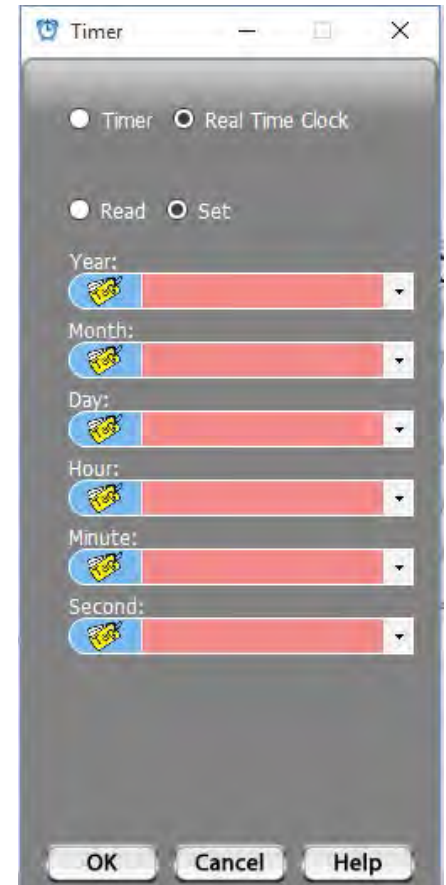 Timer
Timer Real Time Clock
Read Set
Year:
Month:
Day:
Hour:
Minute:
Second:
OK Cancel Help